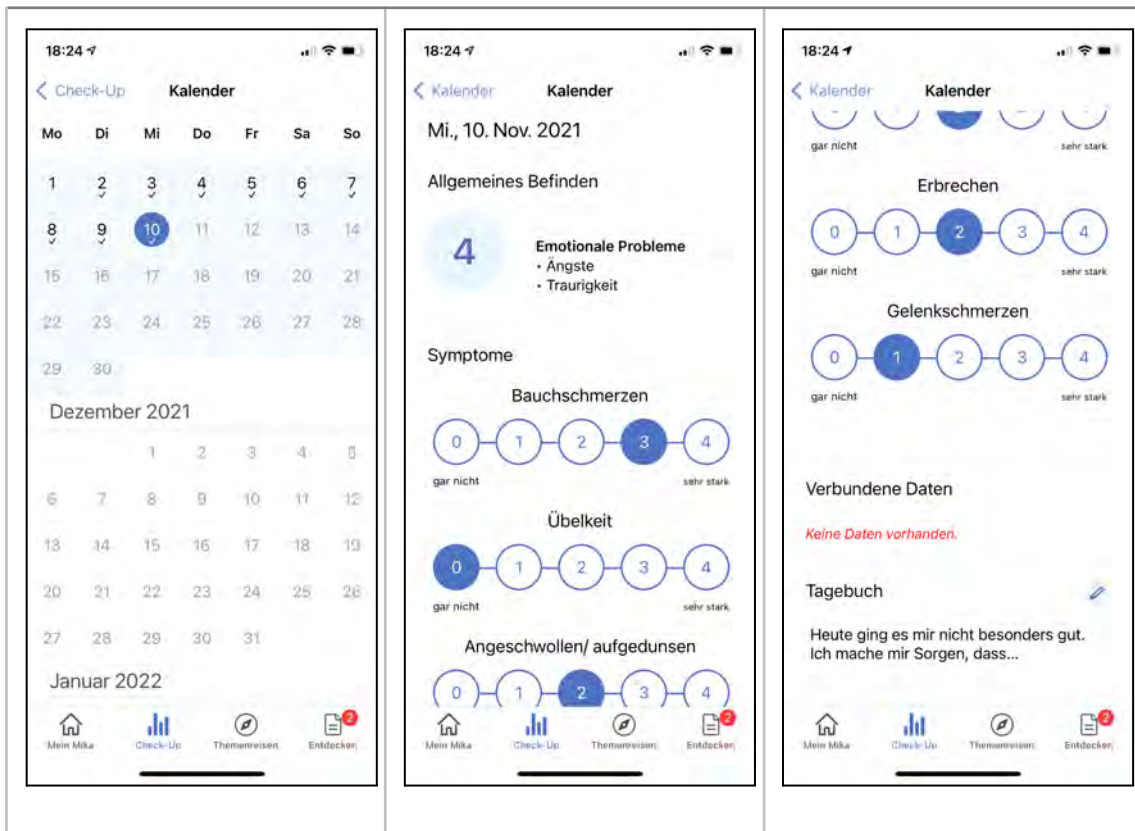 18:24
Check-Up Kalender
Mo Di Mi Do Fr Sa So
1 2 3 4 5 6 7
8 9 10 11 12 13 14
15 16 17 18 19 20 21
22 23 24 25 26 27 28
29 30
Dezember 2021
1 2 3 4 5
6 7 8 9 10 11 12
13 14 15 16 17 18 19
20 21 22 23 24 25 26
27 28 29 30 31
Januar 2022
Mein Mika Check-Up Themenreisen Entdecken 2
18:24
Kalender Kalender
Mi., 10. Nov. 2021
Allgemeines Befinden
4
Emotionale Probleme
• Ängste
• Traurigkeit
Symptome
Bauchschmerzen
0 1 2 3 4
gar nicht sehr stark
Übelkeit
0 1 2 3 4
gar nicht sehr stark
Angeschwollen/ aufgedunsen
0 1 2 3 4
Mein Mika Check-Up Themenreisen Entdecken 2
18:24
Kalender Kalender
gar nicht sehr stark
Erbrechen
0 1 2 3 4
gar nicht sehr stark
Gelenkschmerzen
0 1 2 3 4
gar nicht sehr stark
Verbundene Daten
Keine Daten vorhanden.
Tagebuch
Heute ging es mir nicht besonders gut.
Ich mache mir Sorgen, dass...
Mein Mika Check-Up Themenreisen Entdecken 2